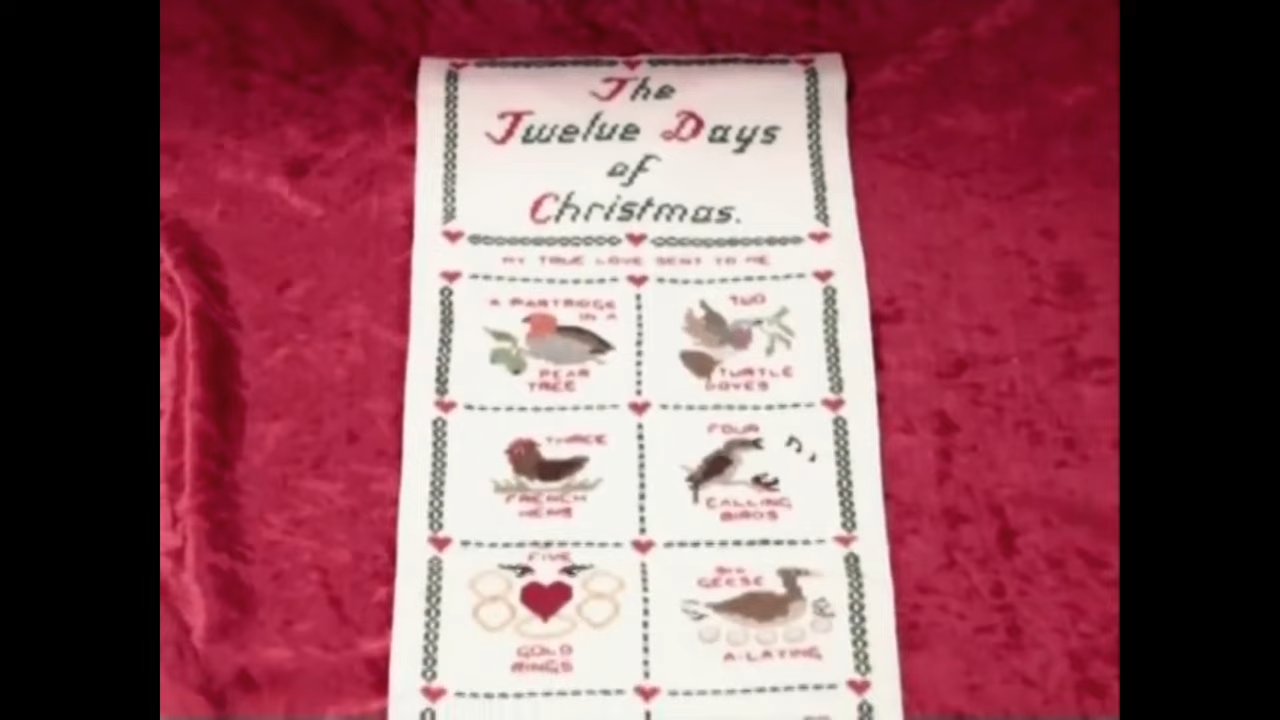 The
Twelve Days
of
Christmas.
MY TRUE LOVE SENT TO ME
A PARTRIDGE
IN A
PEAR
TREE
TWO
TURTLE
DOVES
THREE
FRENCH
HENS
FOUR
CALLING
BIRDS
FIVE
GOLD
RINGS
SIX
GEESE
A-LAYING